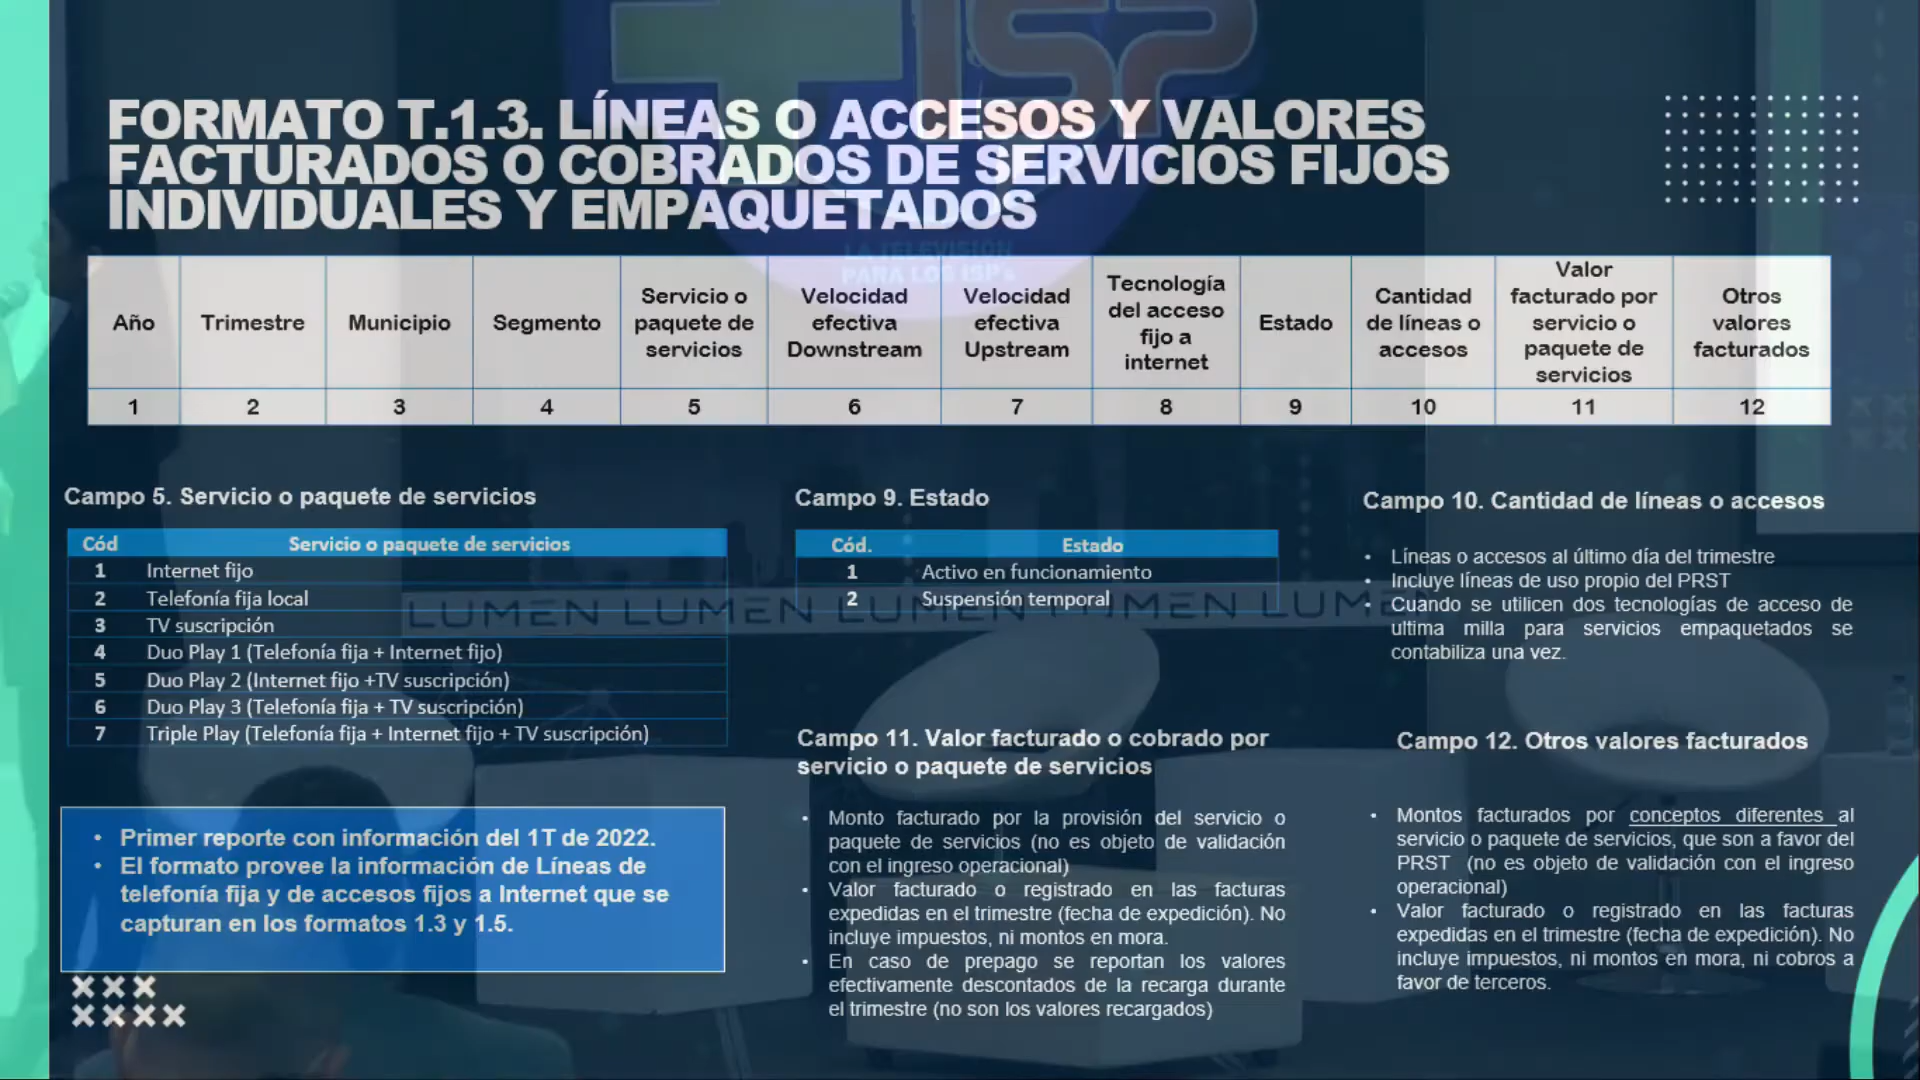 ISP
LA TELEVISIÓN
PARA LOS ISPs
FORMATO T.1.3. LÍNEAS O ACCESOS Y VALORES
FACTURADOS O COBRADOS DE SERVICIOS FIJOS
INDIVIDUALES Y EMPAQUETADOS
Año
Trimestre
Municipio
Segmento
Servicio o
paquete de
servicios
Velocidad
efectiva
Downstream
Velocidad
efectiva
Upstream
Tecnología
del acceso
fijo a
internet
Estado
Cantidad
de líneas o
accesos
Valor
facturado por
servicio o
paquete de
servicios
Otros
valores
facturados
1 2 3 4 5 6 7 8 9 10 11 12
Campo 5. Servicio o paquete de servicios
Cód Servicio o paquete de servicios
1 Internet fijo
2 Telefonía fija local
3 TV suscripción
4 Duo Play 1 (Telefonía fija + Internet fijo)
5 Duo Play 2 (Internet fijo +TV suscripción)
6 Duo Play 3 (Telefonía fija + TV suscripción)
7 Triple Play (Telefonía fija + Internet fijo + TV suscripción)
• Primer reporte con información del 1T de 2022.
• El formato provee la información de Líneas de
telefonía fija y de accesos fijos a Internet que se
capturan en los formatos 1.3 y 1.5.
Campo 9. Estado
Cód. Estado
1 Activo en funcionamiento
2 Suspensión temporal
LUMEN LUMEN LUMEN LUMEN LUMEN
Campo 10. Cantidad de líneas o accesos
• Líneas o accesos al último día del trimestre
• Incluye líneas de uso propio del PRST
• Cuando se utilicen dos tecnologías de acceso de
ultima milla para servicios empaquetados se
contabiliza una vez.
Campo 11. Valor facturado o cobrado por
servicio o paquete de servicios
• Monto facturado por la provisión del servicio o
paquete de servicios (no es objeto de validación
con el ingreso operacional)
• Valor facturado o registrado en las facturas
expedidas en el trimestre (fecha de expedición). No
incluye impuestos, ni montos en mora.
• En caso de prepago se reportan los valores
efectivamente descontados de la recarga durante
el trimestre (no son los valores recargados)
Campo 12. Otros valores facturados
• Montos facturados por conceptos diferentes al
servicio o paquete de servicios, que son a favor del
PRST (no es objeto de validación con el ingreso
operacional)
• Valor facturado o registrado en las facturas
expedidas en el trimestre (fecha de expedición). No
incluye impuestos, ni montos en mora, ni cobros a
favor de terceros.